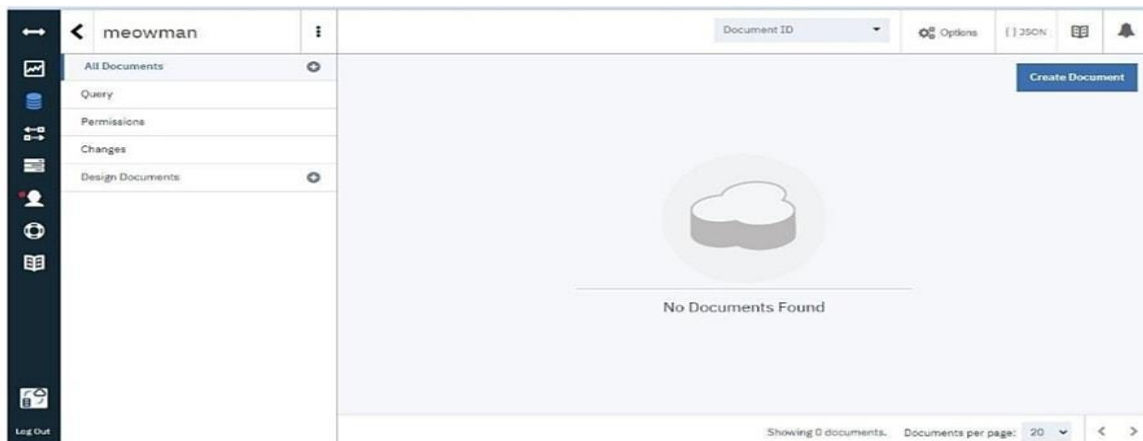 meowman
Document ID
Options
{ } JSON
All Documents
Create Document
Query
Permissions
Changes
Design Documents
No Documents Found
Log Out
Showing 0 documents. Documents per page: 20